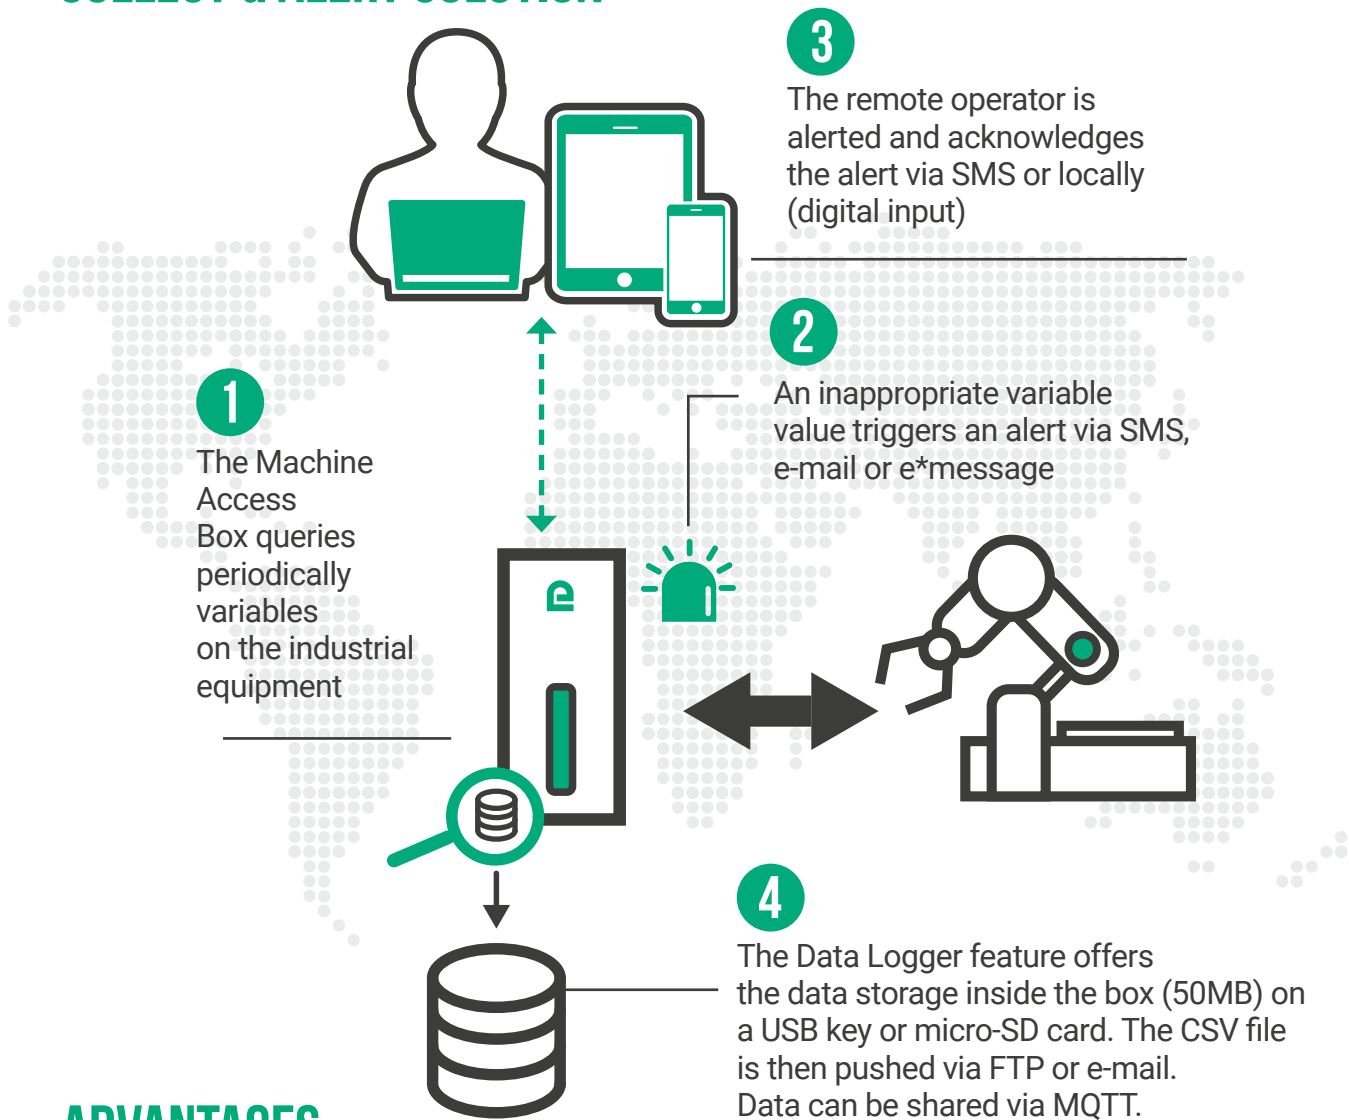 COLLECT & ALERT SOLUTION
3
The remote operator is
alerted and acknowledges
the alert via SMS or locally
(digital input)
2
An inappropriate variable
value triggers an alert via SMS,
e-mail or e*message
1
The Machine
Access
Box queries
periodically
variables
on the industrial
equipment
4
The Data Logger feature offers
the data storage inside the box (50MB) on
a USB key or micro-SD card. The CSV file
is then pushed via FTP or e-mail.
Data can be shared via MQTT.
ADVANTAGES